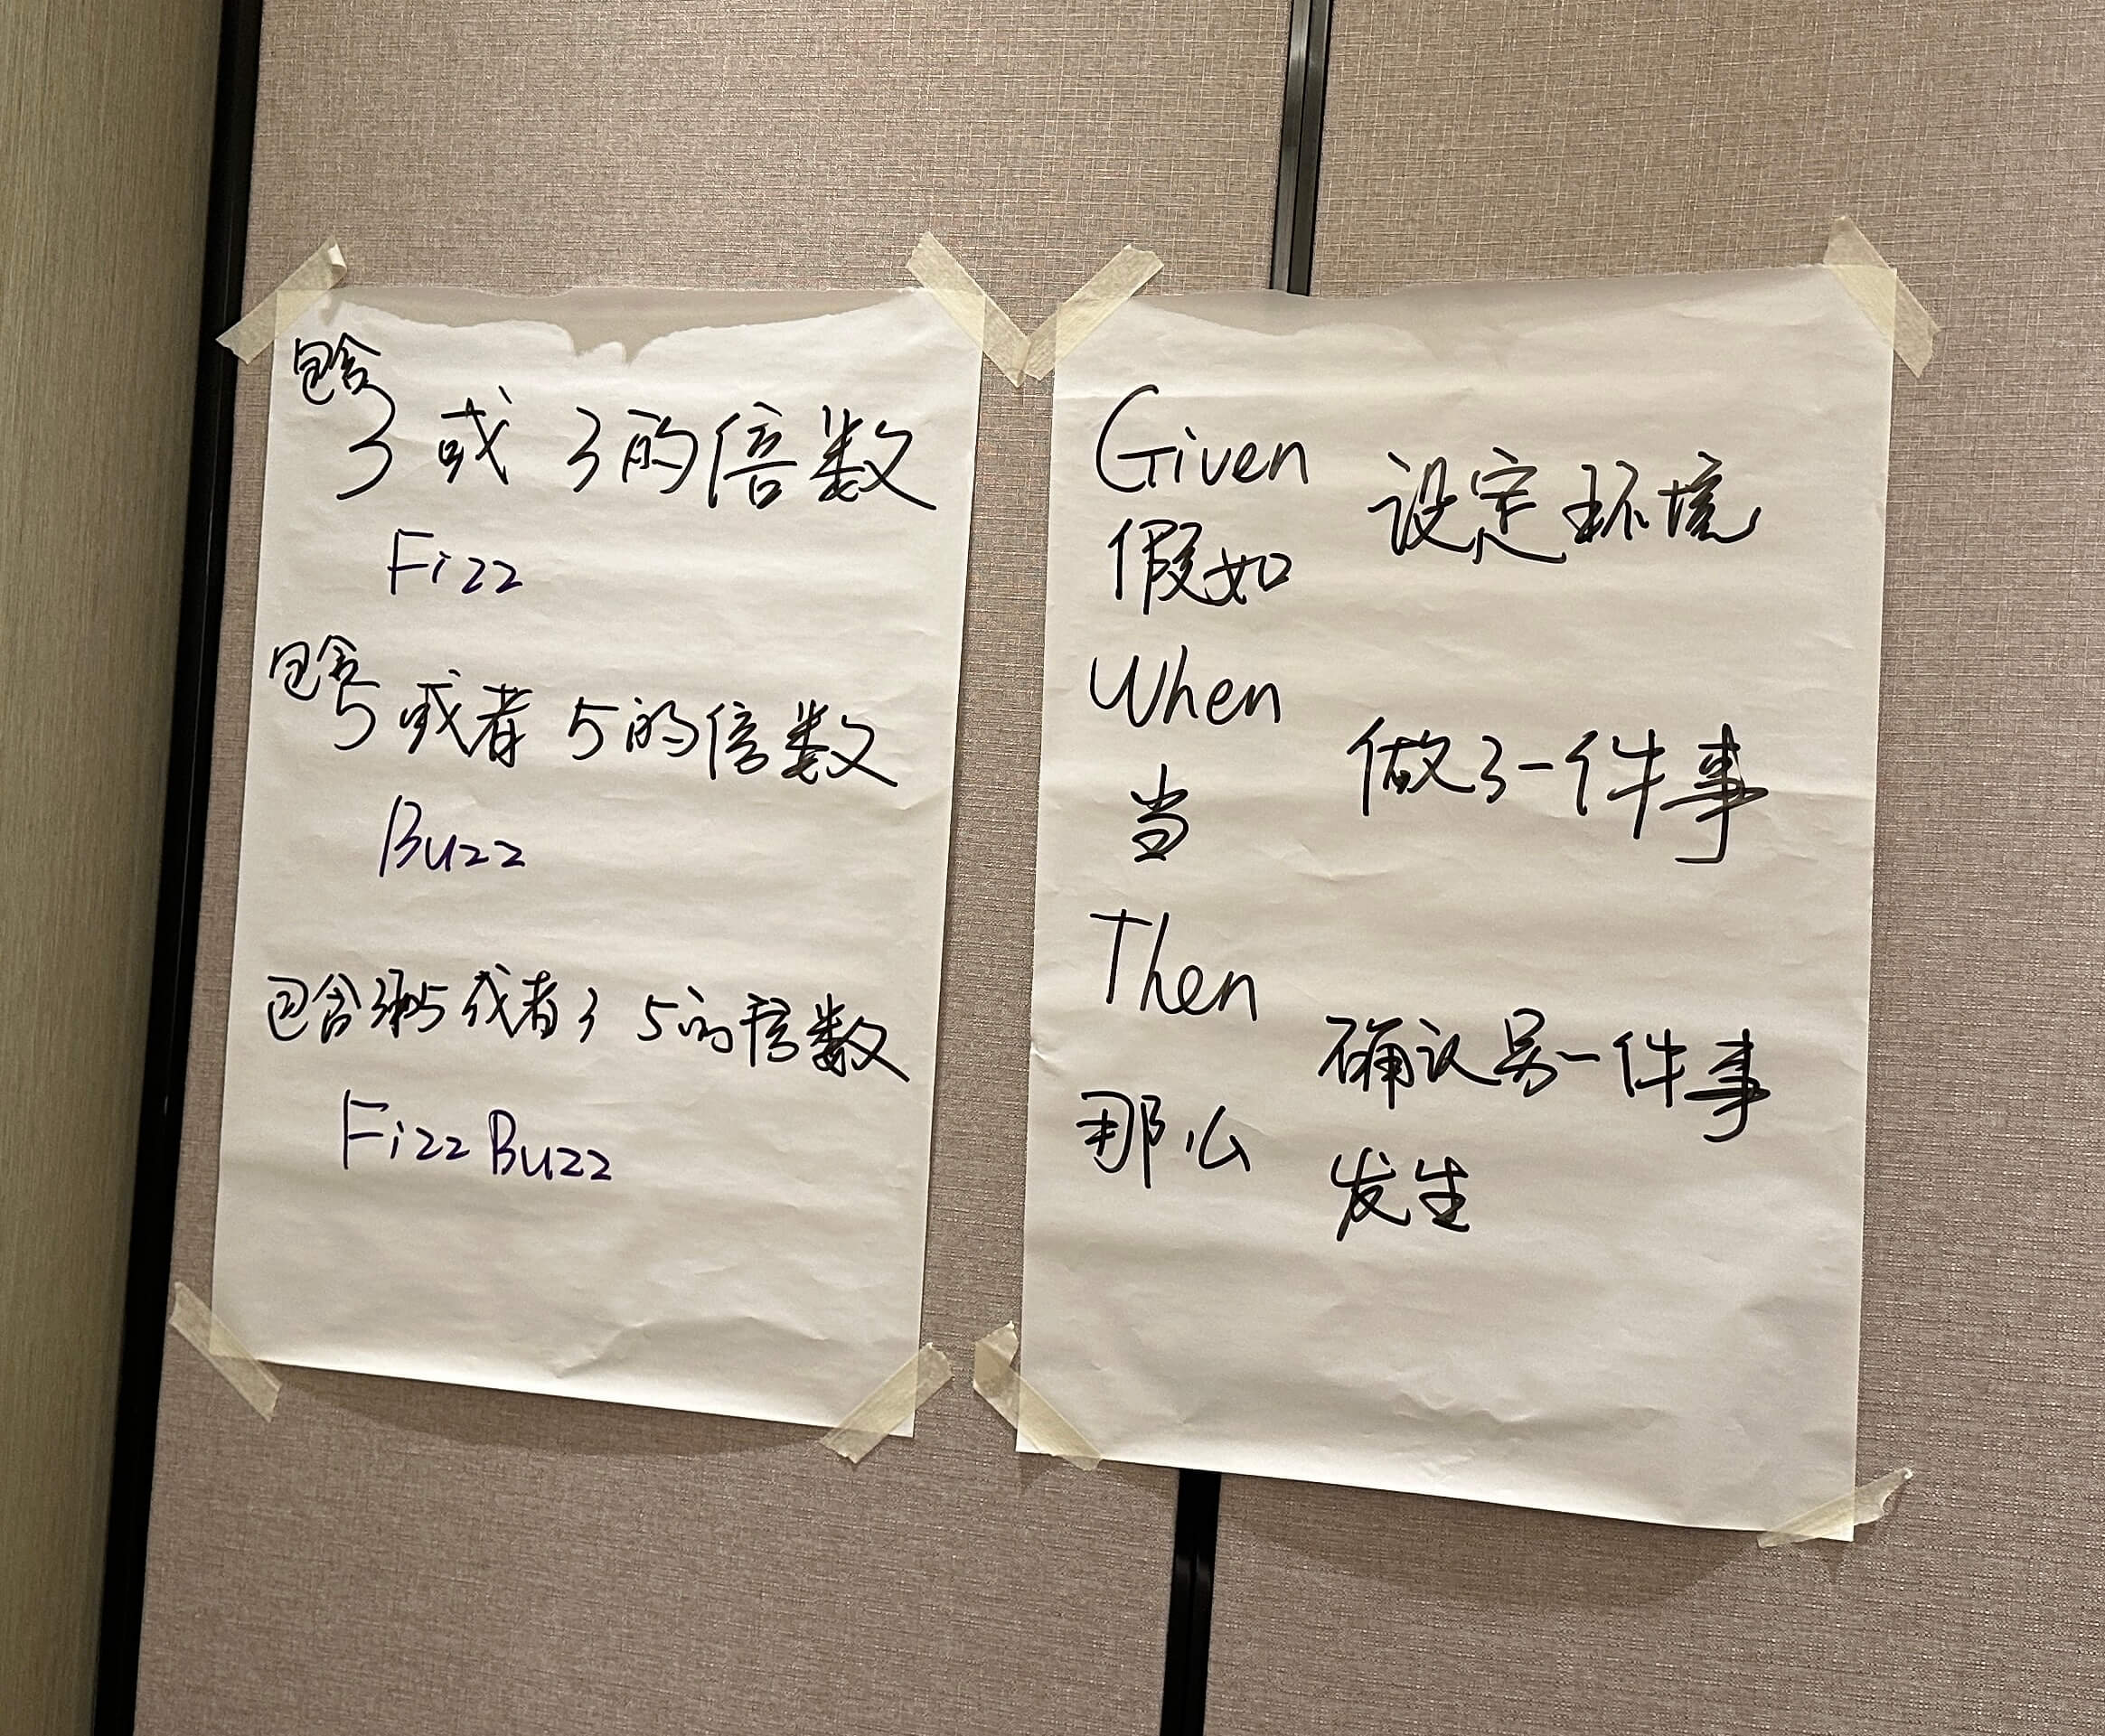 包含
3 或 3 的倍数
Fizz
包含
5 或者 5 的倍数
Buzz
包含3和5 或者 3 5的倍数
Fizz Buzz
Given
设定环境
假如
When
做了一件事
当
Then
确认另一件事
那么
发生